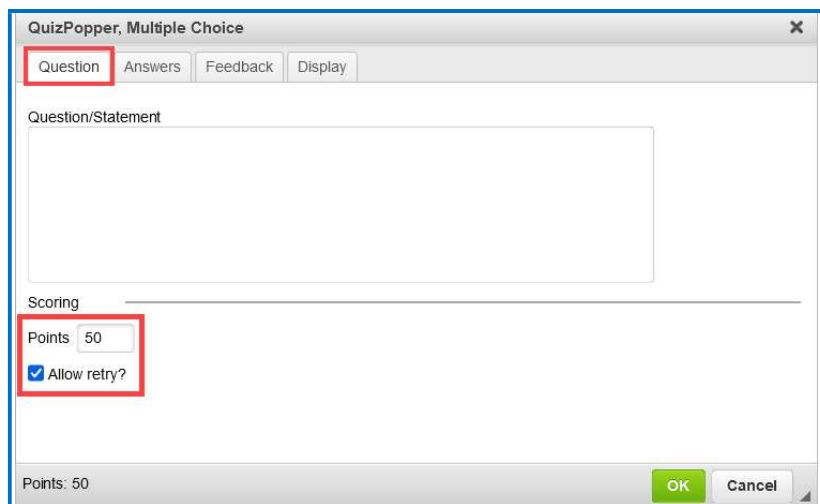 QuizPopper, Multiple Choice
Question Answers Feedback Display
Question/Statement
Scoring
Points 50
Allow retry?
Points: 50 OK Cancel